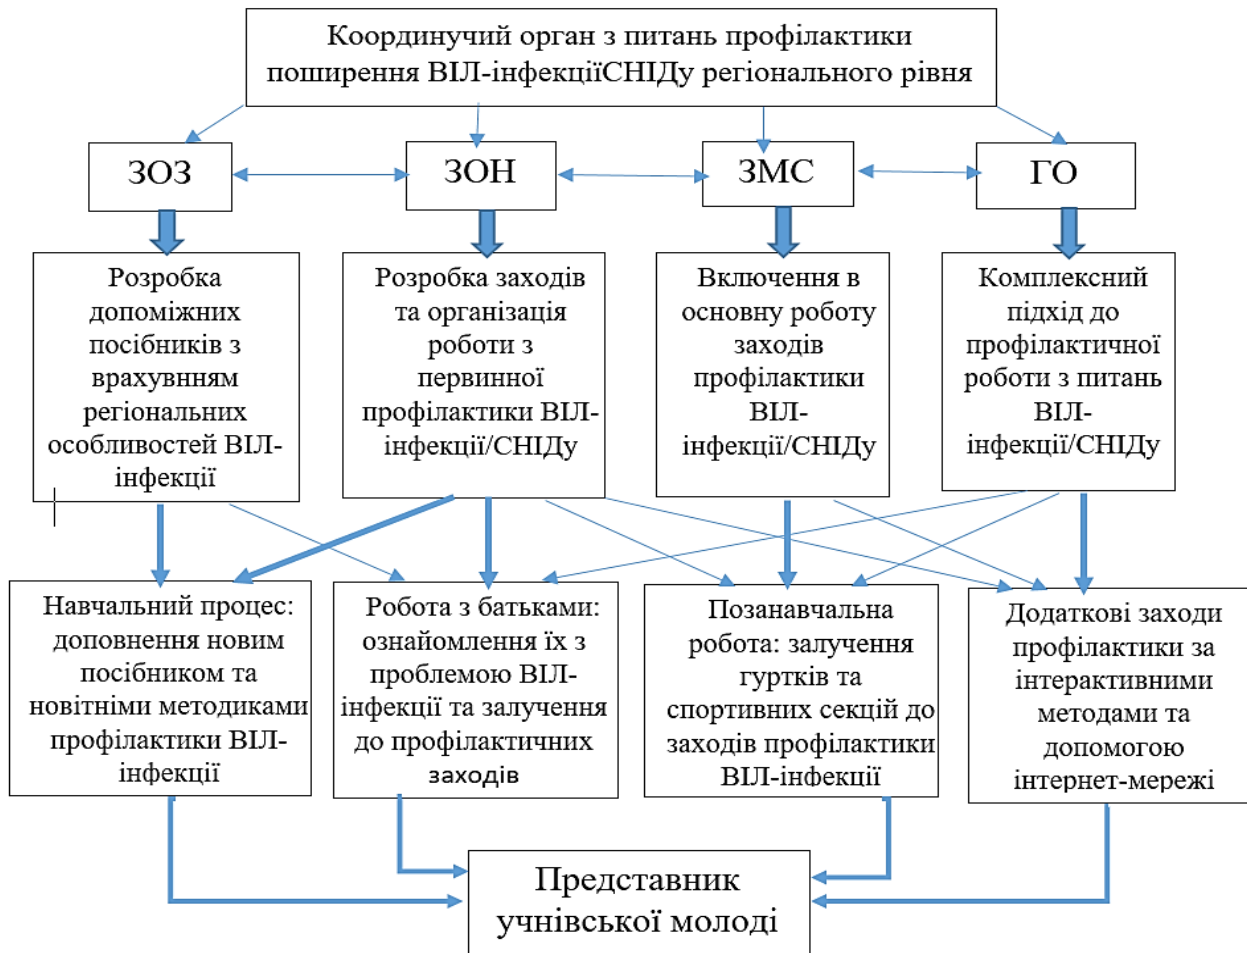 Координучий орган з питань профілактики
поширення ВІЛ-інфекціїСНІДу регіонального рівня
ЗОЗ
ЗОН
ЗМС
ГО
Розробка
допоміжних
посібників з
врахувнням
регіональних
особливостей ВІЛ-
інфекції
Розробка заходів
та організація
роботи з
первинної
профілактики ВІЛ-
інфекції/СНІДу
Включення в
основну роботу
заходів
профілактики
ВІЛ-
інфекції/СНІДу
Комплексний
підхід до
профілактичної
роботи з питань
ВІЛ-
інфекції/СНІДу
Навчальний процес:
доповнення новим
посібником та
новітніми методиками
профілактики ВІЛ-
інфекції
Робота з батьками:
ознайомлення їх з
проблемою ВІЛ-
інфекції та залучення
до профілактичних
заходів
Позанавчальна
робота: залучення
гуртків та
спортивних секцій до
заходів профілактики
ВІЛ-інфекції
Додаткові заходи
профілактики за
інтерактивними
методами та
допомогою
інтернет-мережі
Представник
учнівської молоді